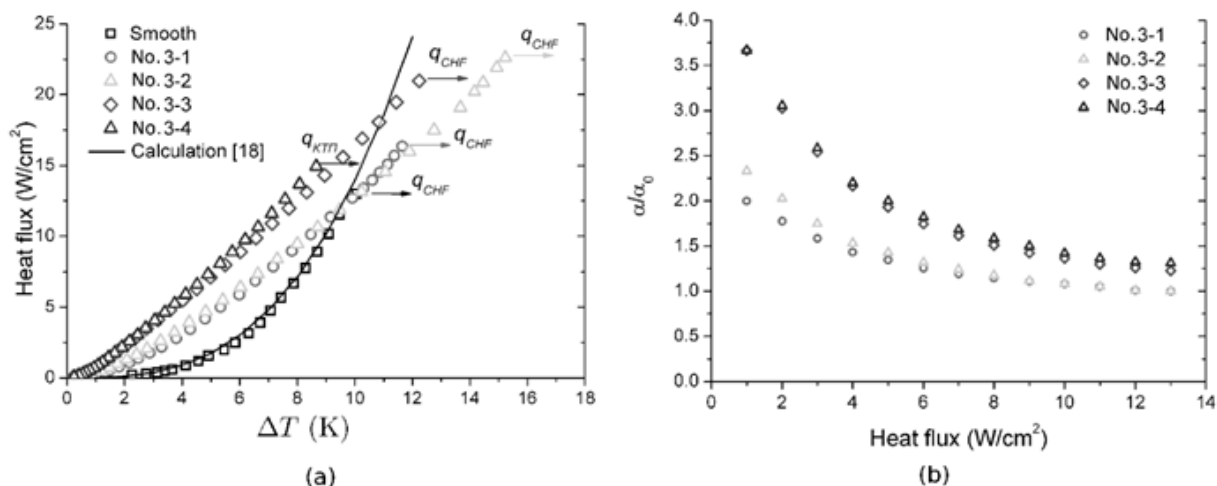 25
20
15
10
5
0
Heat flux (W/cm²)
Smooth
No.3-1
No.3-2
No.3-3
No.3-4
Calculation [18]
q_CHF
q_CHF
q_КТП
q_CHF
q_CHF
0 2 4 6 8 10 12 14 16 18
ΔT (K)
(a)
4.0
3.5
3.0
2.5
2.0
1.5
1.0
0.5
0.0
α/α₀
No.3-1
No.3-2
No.3-3
No.3-4
0 2 4 6 8 10 12 14
Heat flux (W/cm²)
(b)